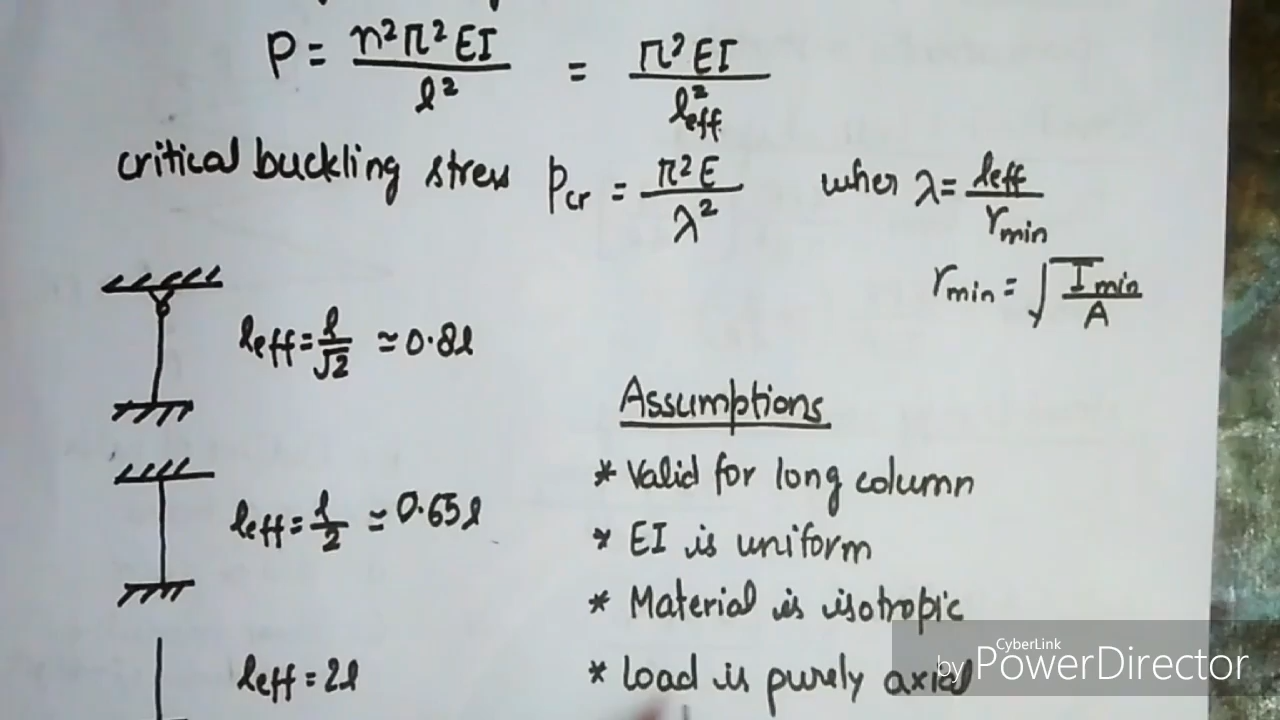 P = n²π²EI / l² = π²EI / l²eff
critical buckling stress Pcr = π²E / λ² wher λ = leff / rmin
rmin = √(Imin / A)
leff = l/√2 ≃ 0.8l
Assumptions
* Valid for long column
leff = l/2 ≃ 0.65l
* EI is uniform
* Material is isotropic
leff = 2l
* Load is purely axial
CyberLink
by PowerDirector